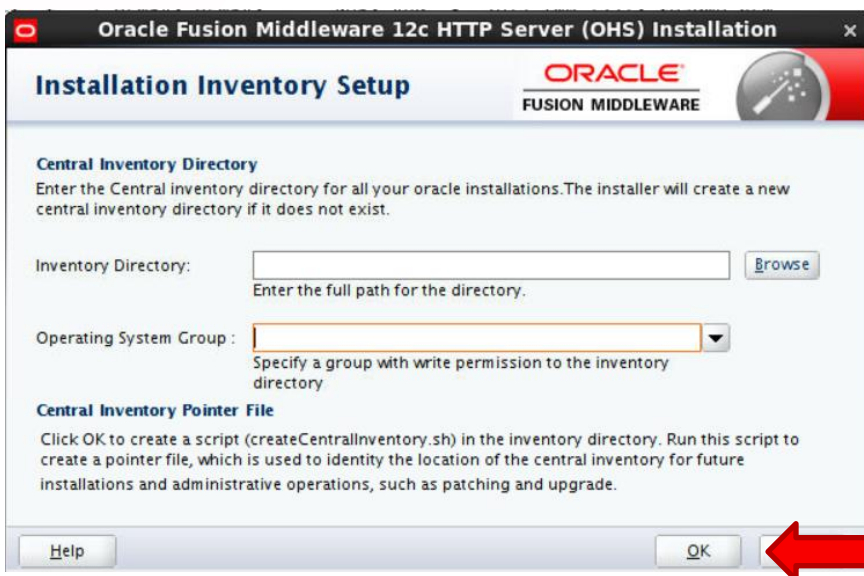 Oracle Fusion Middleware 12c HTTP Server (OHS) Installation
Installation Inventory Setup
ORACLE
FUSION MIDDLEWARE
Central Inventory Directory
Enter the Central inventory directory for all your oracle installations.The installer will create a new
central inventory directory if it does not exist.
Inventory Directory:
Browse
Enter the full path for the directory.
Operating System Group :
Specify a group with write permission to the inventory
directory
Central Inventory Pointer File
Click OK to create a script (createCentralInventory.sh) in the inventory directory. Run this script to
create a pointer file, which is used to identity the location of the central inventory for future
installations and administrative operations, such as patching and upgrade.
Help
OK